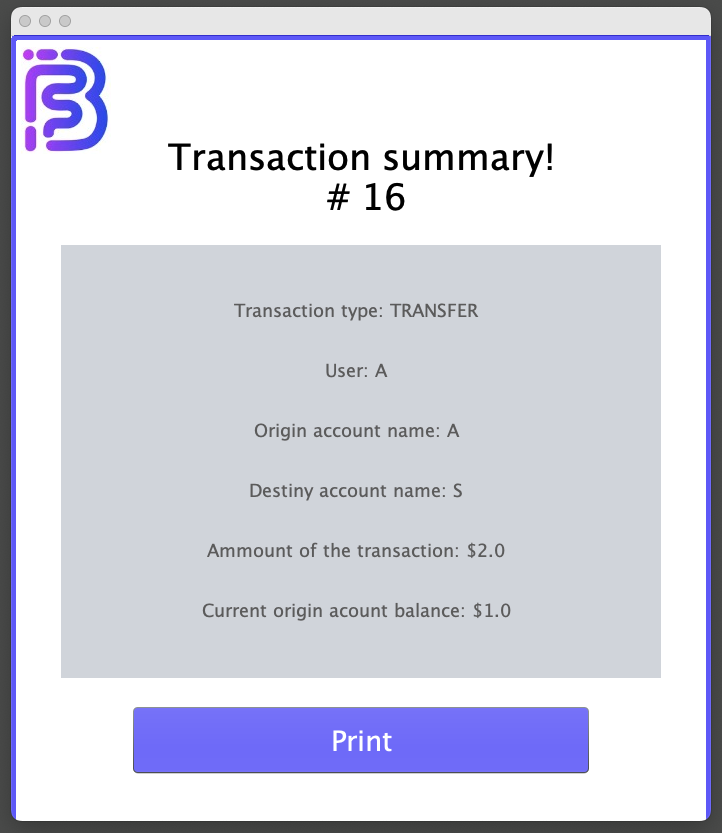 Transaction summary!
# 16
Transaction type: TRANSFER
User: A
Origin account name: A
Destiny account name: S
Ammount of the transaction: $2.0
Current origin acount balance: $1.0
Print